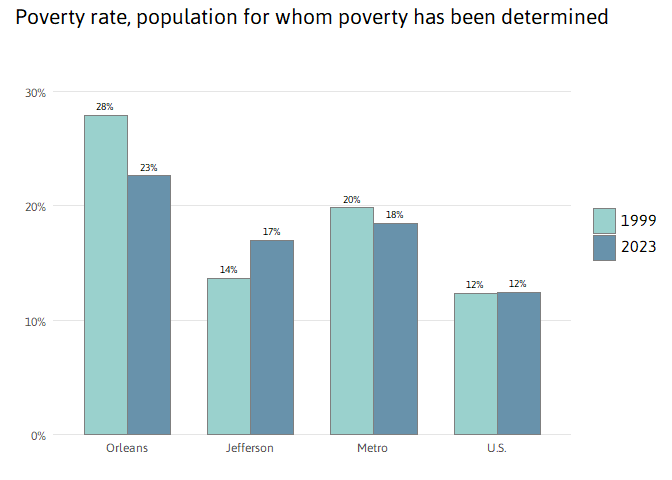 Poverty rate, population for whom poverty has been determined
30%
20%
10%
0%
28%
23%
14%
17%
20%
18%
12%
12%
Orleans
Jefferson
Metro
U.S.
1999
2023